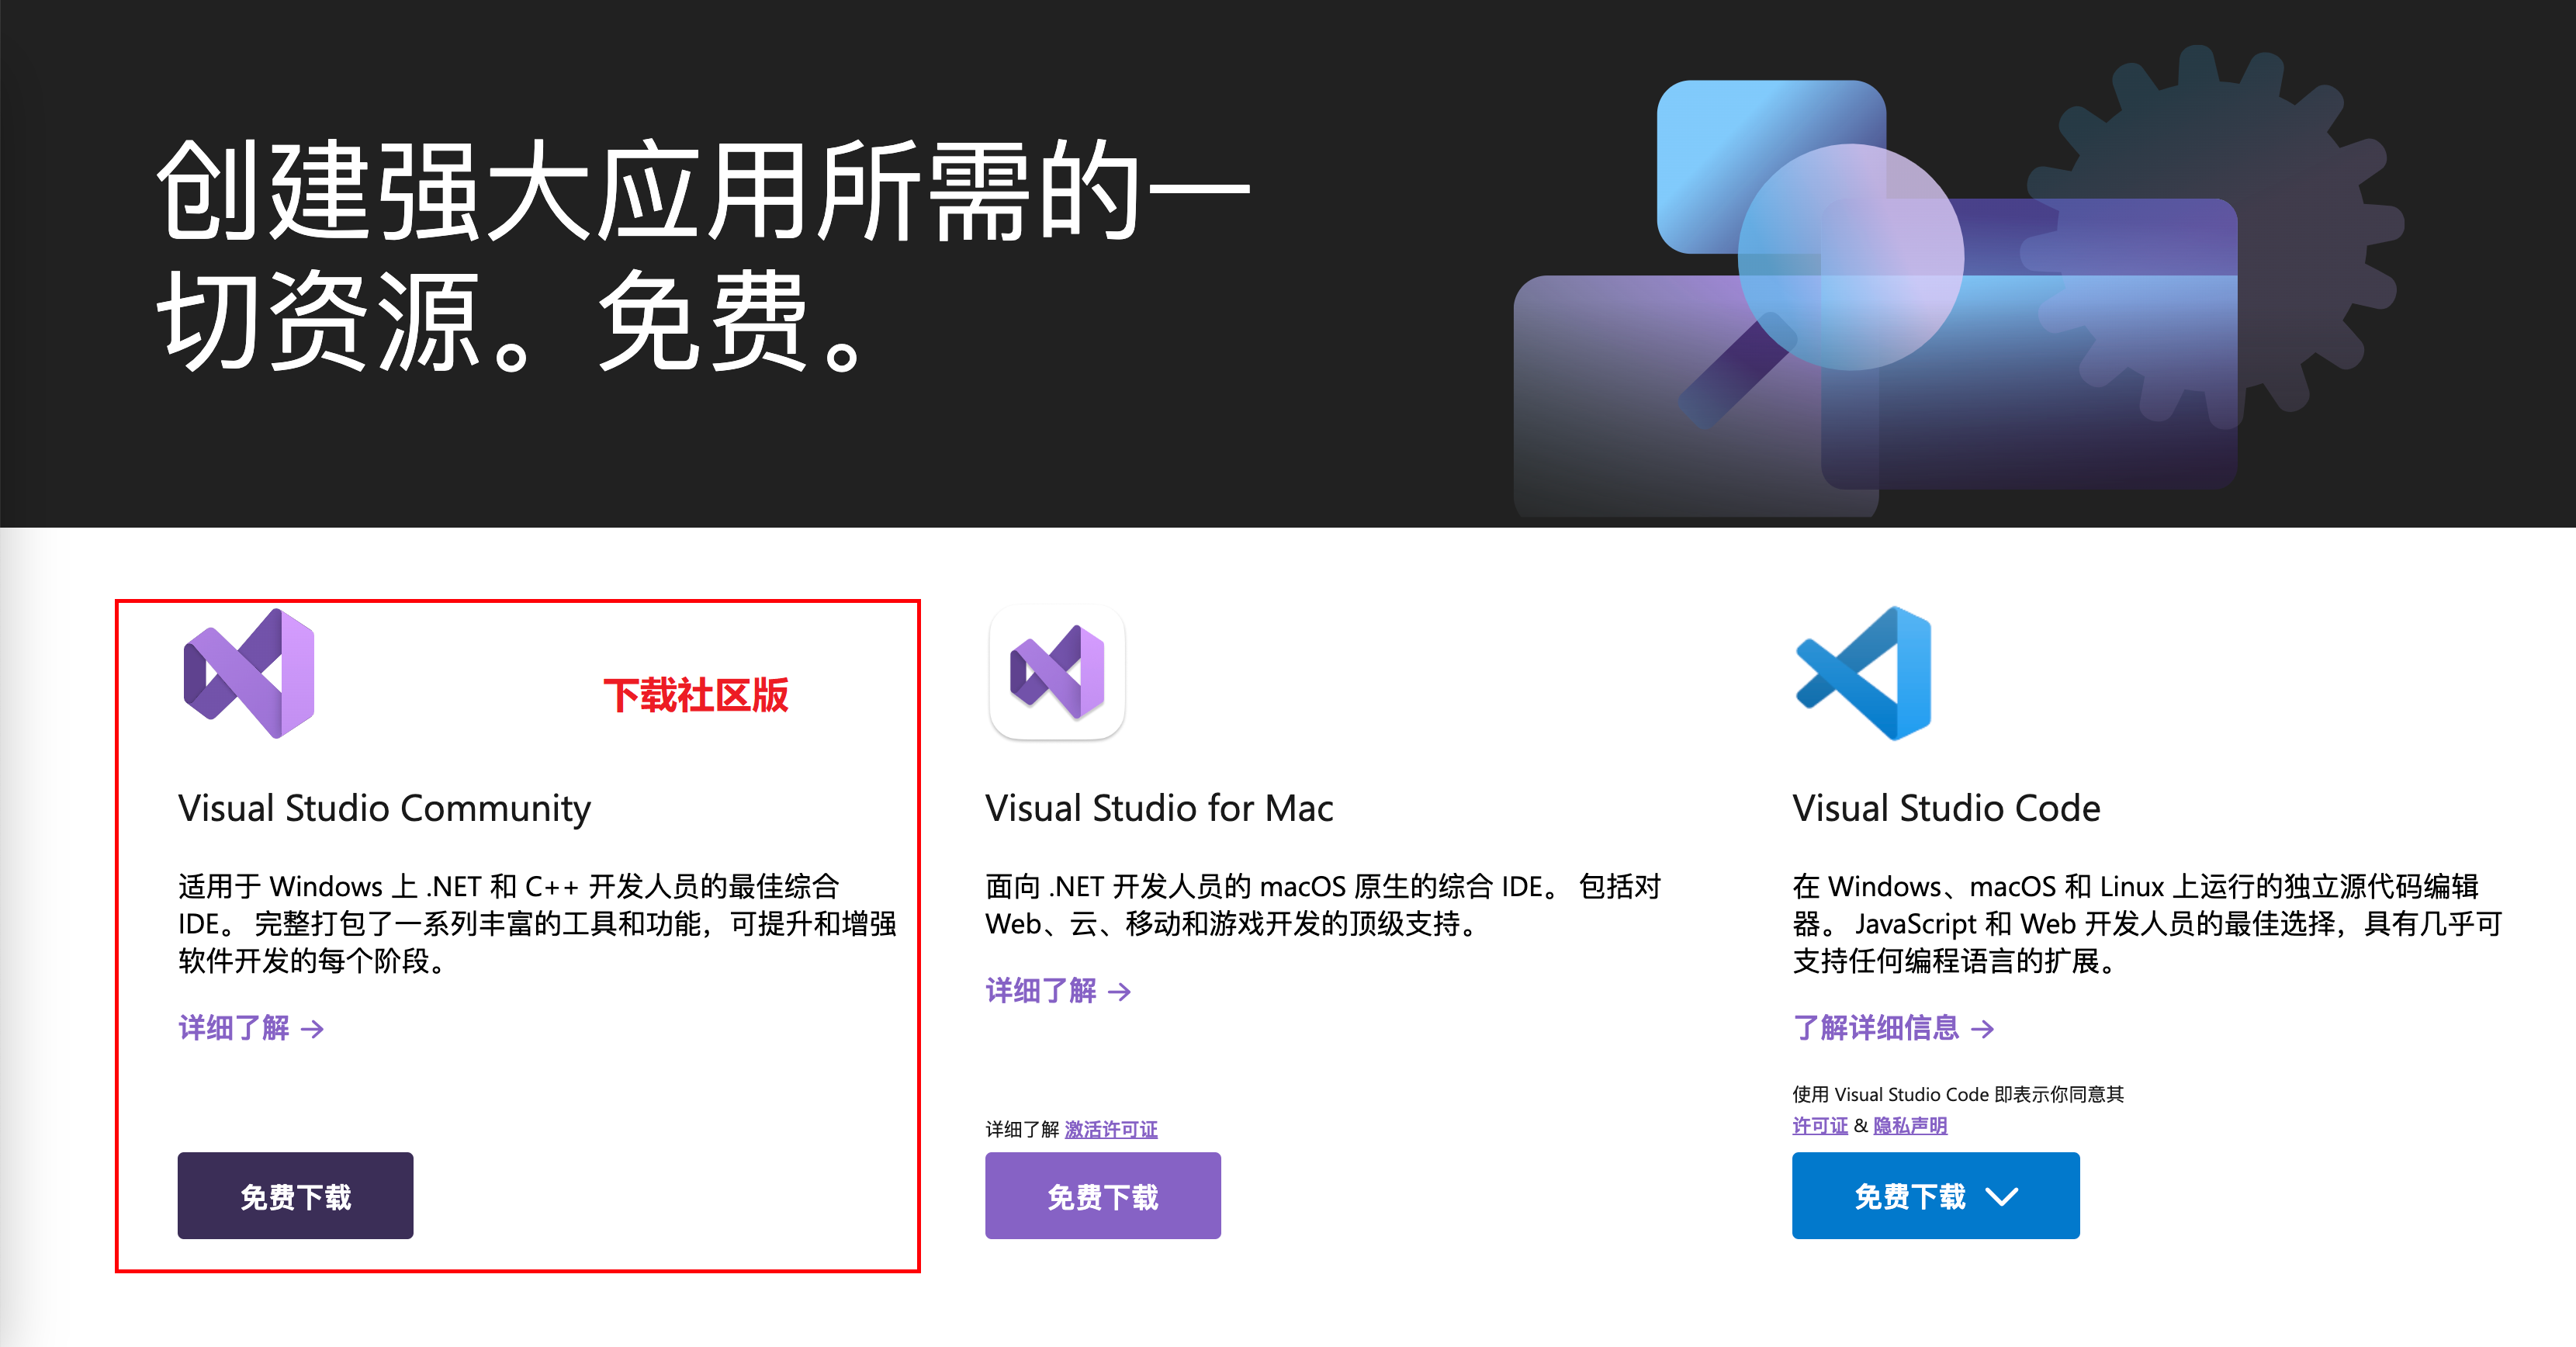 创建强大应用所需的一
切资源。免费。
下载社区版
Visual Studio Community
适用于 Windows 上 .NET 和 C++ 开发人员的最佳综合
IDE。 完整打包了一系列丰富的工具和功能，可提升和增强
软件开发的每个阶段。
详细了解 →
免费下载
Visual Studio for Mac
面向 .NET 开发人员的 macOS 原生的综合 IDE。 包括对
Web、云、移动和游戏开发的顶级支持。
详细了解 →
详细了解 激活许可证
免费下载
Visual Studio Code
在 Windows、macOS 和 Linux 上运行的独立源代码编辑
器。 JavaScript 和 Web 开发人员的最佳选择，具有几乎可
支持任何编程语言的扩展。
了解详细信息 →
使用 Visual Studio Code 即表示你同意其
许可证 & 隐私声明
免费下载